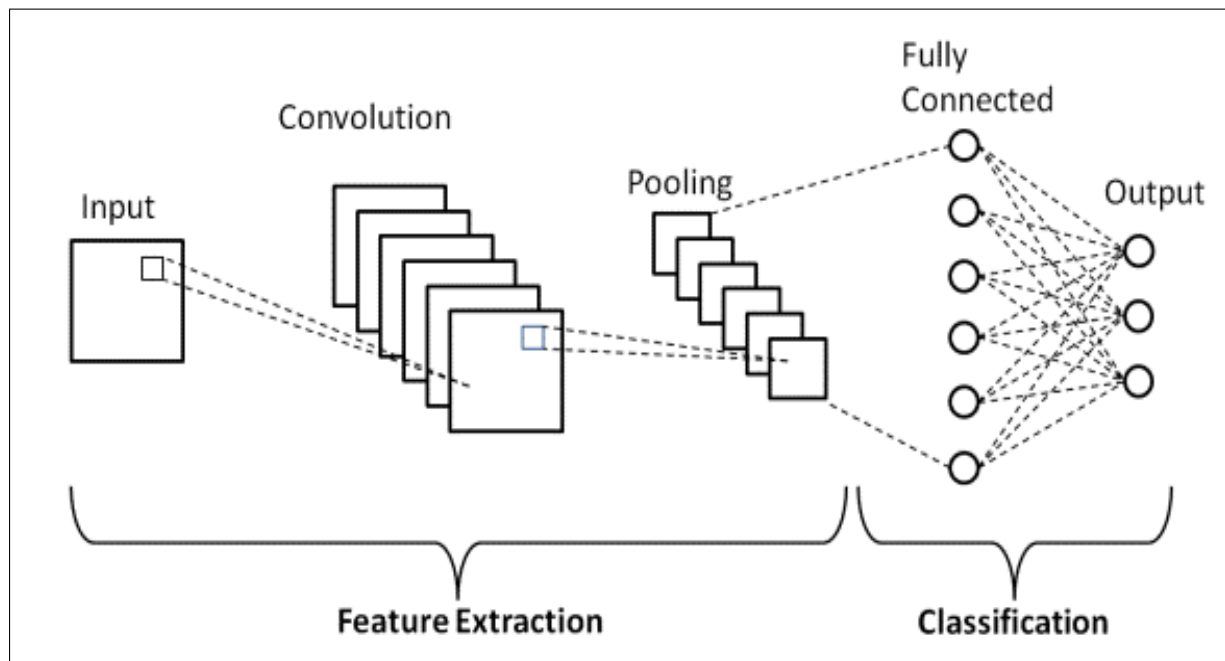 Input
Convolution
Pooling
Fully
Connected
Output
Feature Extraction
Classification